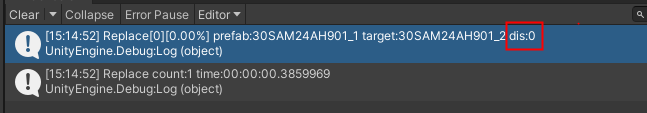 Clear Collapse Error Pause Editor
[15:14:52] Replace[0][0.00%] prefab:30SAM24AH901_1 target:30SAM24AH901_2 dis:0
UnityEngine.Debug:Log (object)
[15:14:52] Replace count:1 time:00:00:00.3859969
UnityEngine.Debug:Log (object)